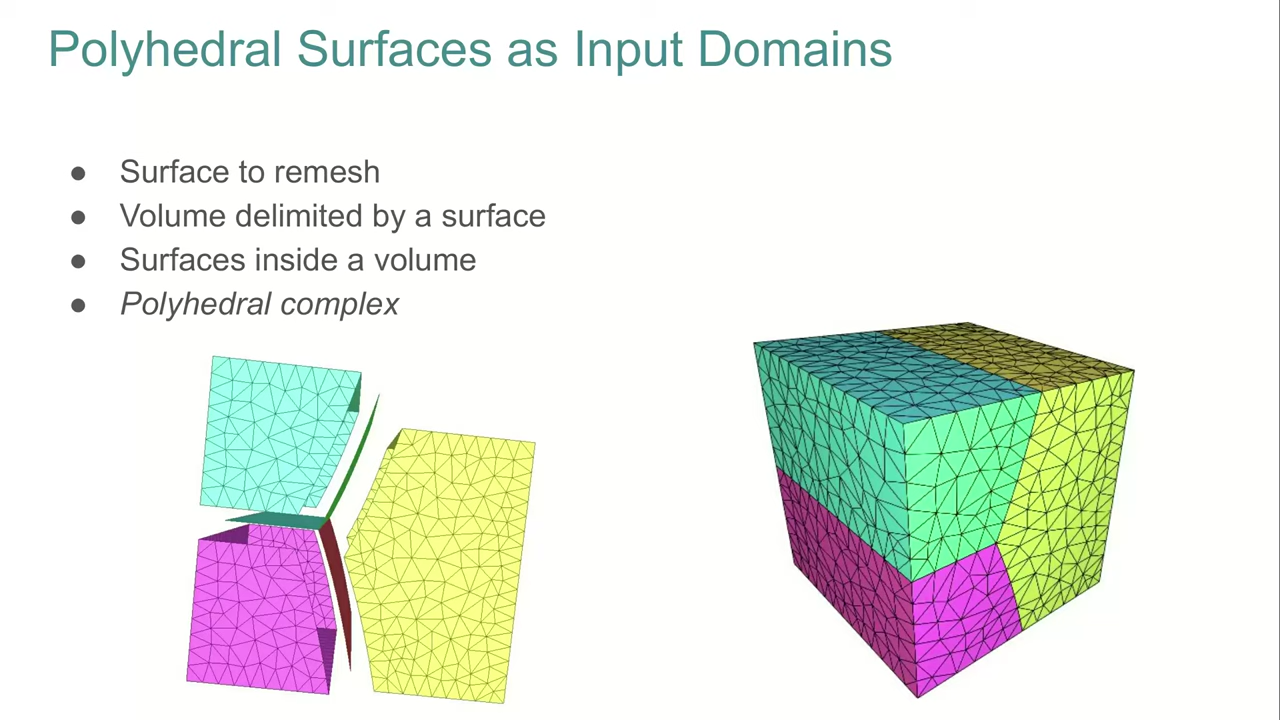 Polyhedral Surfaces as Input Domains
● Surface to remesh
● Volume delimited by a surface
● Surfaces inside a volume
● Polyhedral complex